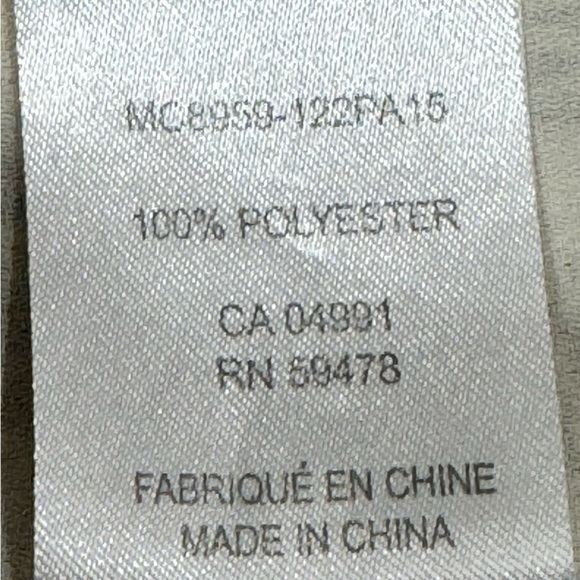 MC8959-122PA15
100% POLYESTER
CA 04991
RN 59478
FABRIQUÉ EN CHINE
MADE IN CHINA